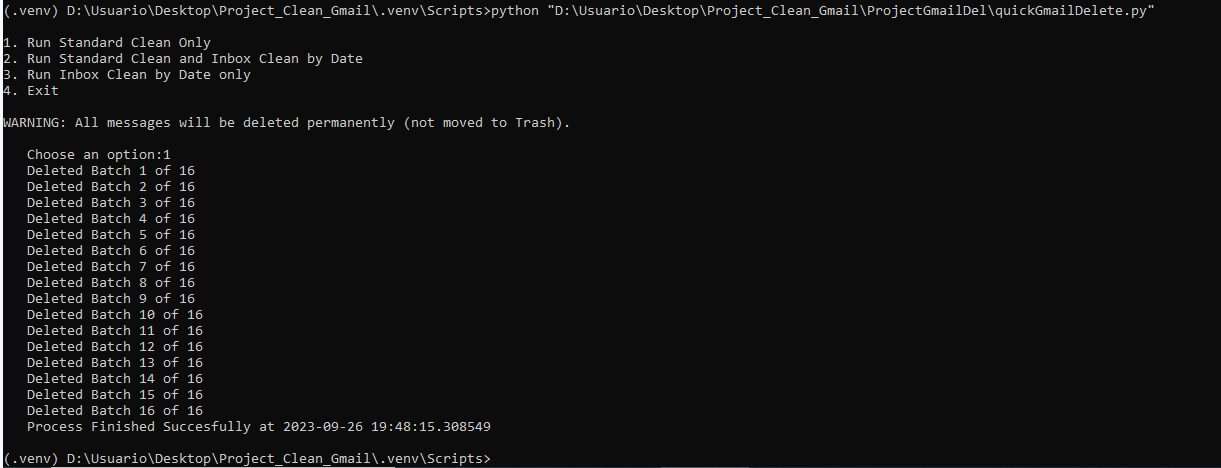 (.venv) D:\Usuario\Desktop\Project_Clean_Gmail\.venv\Scripts>python "D:\Usuario\Desktop\Project_Clean_Gmail\ProjectGmailDel\quickGmailDelete.py"
1. Run Standard Clean Only
2. Run Standard Clean and Inbox Clean by Date
3. Run Inbox Clean by Date only
4. Exit
WARNING: All messages will be deleted permanently (not moved to Trash).
Choose an option:1
Deleted Batch 1 of 16
Deleted Batch 2 of 16
Deleted Batch 3 of 16
Deleted Batch 4 of 16
Deleted Batch 5 of 16
Deleted Batch 6 of 16
Deleted Batch 7 of 16
Deleted Batch 8 of 16
Deleted Batch 9 of 16
Deleted Batch 10 of 16
Deleted Batch 11 of 16
Deleted Batch 12 of 16
Deleted Batch 13 of 16
Deleted Batch 14 of 16
Deleted Batch 15 of 16
Deleted Batch 16 of 16
Process Finished Succesfully at 2023-09-26 19:48:15.308549
(.venv) D:\Usuario\Desktop\Project_Clean_Gmail\.venv\Scripts>